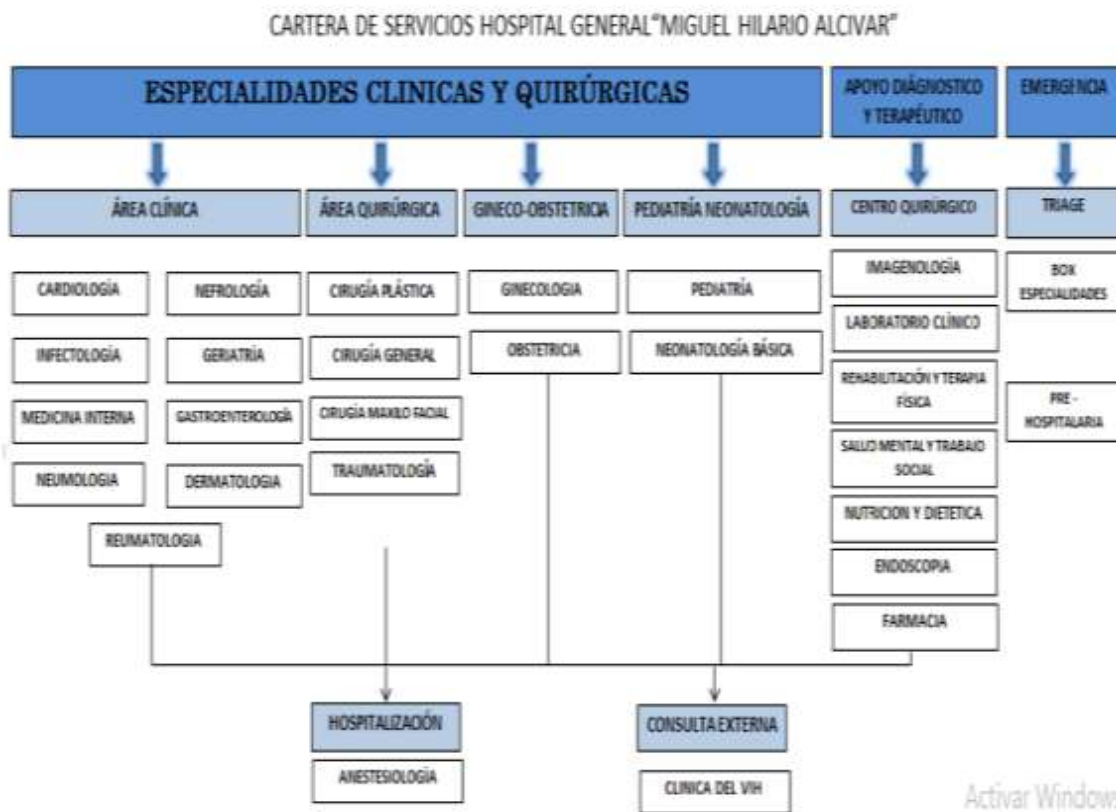 CARTERA DE SERVICIOS HOSPITAL GENERAL"MIGUEL HILARIO ALCIVAR"
ESPECIALIDADES CLINICAS Y QUIRÚRGICAS
APOYO DIÁGNOSTICO
Y TERAPÉUTICO
EMERGENCIA
ÁREA CLÍNICA
ÁREA QUIRÚRGICA
GINECO-OBSTETRICIA
PEDIATRÍA NEONATOLOGÍA
CENTRO QUIRÚRGICO
TRIAGE
CARDIOLOGÍA
NEFROLOGÍA
INFECTOLOGÍA
GERIATRÍA
MEDICINA INTERNA
GASTROENTEROLOGÍA
NEUMOLOGIA
DERMATOLOGIA
REUMATOLOGIA
CIRUGÍA PLÁSTICA
CIRUGÍA GENERAL
CIRUGÍA MAXILO FACIAL
TRAUMATOLOGÍA
GINECOLOGIA
OBSTETRICIA
PEDIATRÍA
NEONATOLOGÍA BÁSICA
IMAGENOLOGÍA
LABORATORIO CLÍNICO
REHABILITACIÓN Y TERAPIA
FÍSICA
SALUD MENTAL Y TRABAJO
SOCIAL
NUTRICION Y DIETETICA
ENDOSCOPIA
FARMACIA
BOX
ESPECIALIDADES
PRE -
HOSPITALARIA
HOSPITALIZACIÓN
ANESTESIOLOGÍA
CONSULTA EXTERNA
CLINICA DEL VIH
Activar Windows